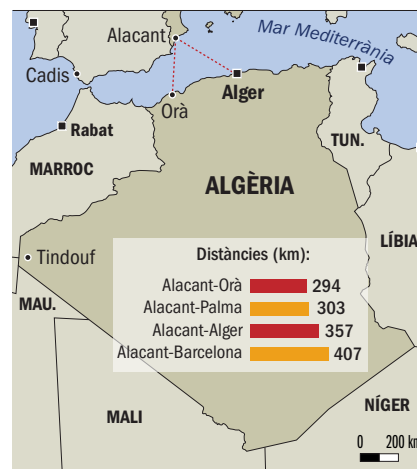 Alacant
Mar Mediterrània
Cadis
Orà
Alger
Rabat
TUN.
MARROC
ALGÈRIA
LÍBIA
Tindouf
Distàncies (km):
Alacant-Orà 294
MAU.
Alacant-Palma 303
Alacant-Alger 357
Alacant-Barcelona 407
NÍGER
MALI
0 200 km